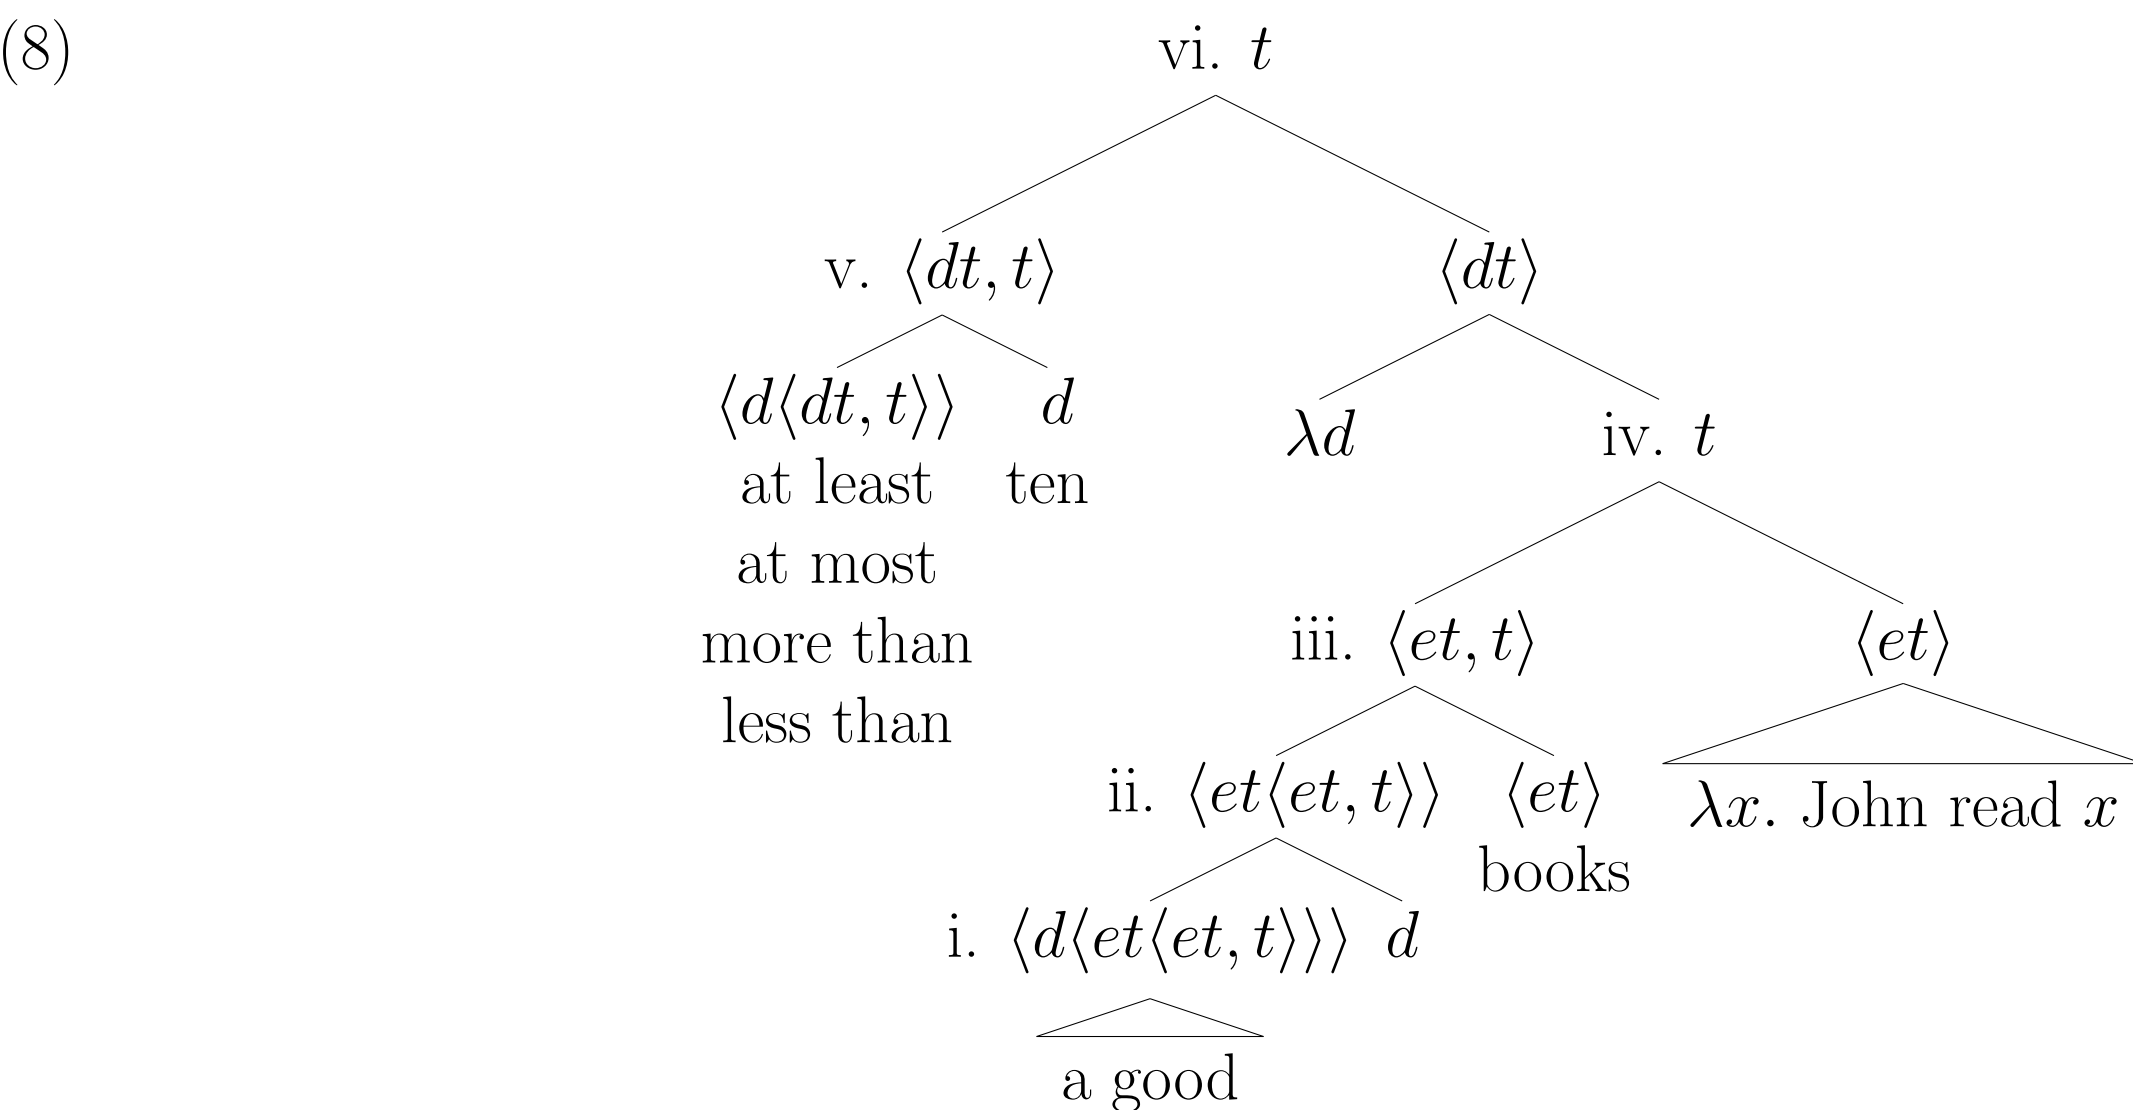 (8)
vi. t
v. ⟨dt, t⟩ ⟨dt⟩
⟨d⟨dt, t⟩⟩ d
λd iv. t
at least ten
at most
more than iii. ⟨et, t⟩ ⟨et⟩
less than
ii. ⟨et⟨et, t⟩⟩ ⟨et⟩ λx. John read x
books
i. ⟨d⟨et⟨et, t⟩⟩⟩ d
a good